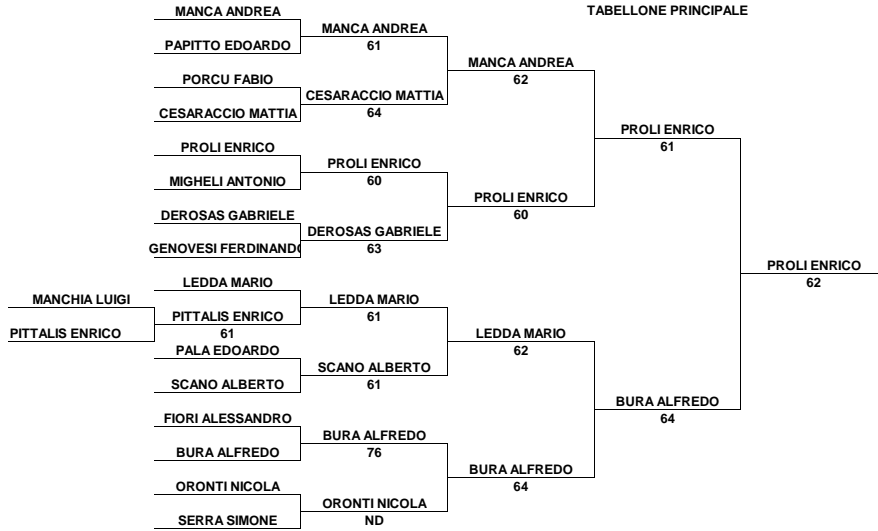 TABELLONE PRINCIPALE
MANCA ANDREA
MANCA ANDREA
PAPITTO EDOARDO
61
MANCA ANDREA
PORCU FABIO
62
CESARACCIO MATTIA
CESARACCIO MATTIA
64
PROLI ENRICO
61
PROLI ENRICO
PROLI ENRICO
MIGHELI ANTONIO
60
PROLI ENRICO
DEROSAS GABRIELE
60
DEROSAS GABRIELE
GENOVESI FERDINANDO
63
PROLI ENRICO
62
LEDDA MARIO
MANCHIA LUIGI
LEDDA MARIO
PITTALIS ENRICO
61
PITTALIS ENRICO
61
LEDDA MARIO
PALA EDOARDO
62
SCANO ALBERTO
SCANO ALBERTO
61
BURA ALFREDO
64
FIORI ALESSANDRO
BURA ALFREDO
BURA ALFREDO
76
BURA ALFREDO
ORONTI NICOLA
64
ORONTI NICOLA
SERRA SIMONE
ND